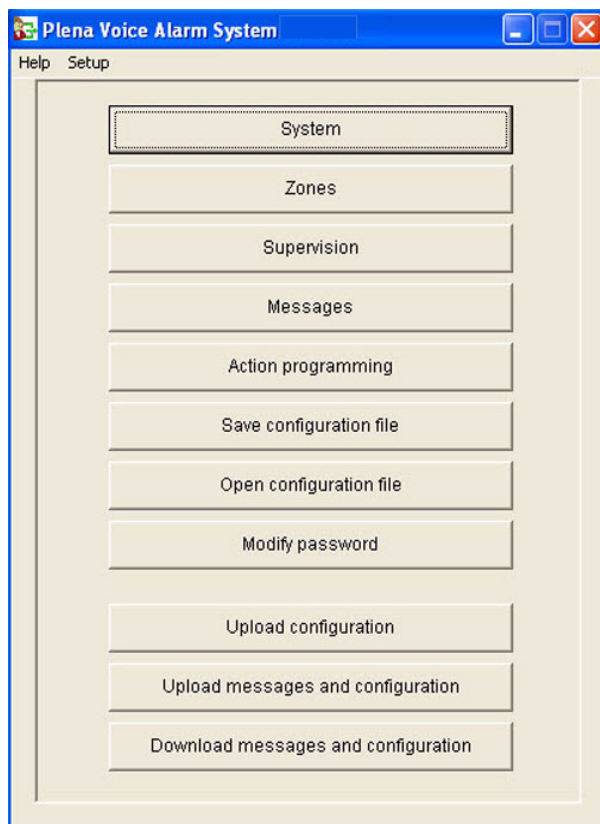 Plena Voice Alarm System
Help Setup
System
Zones
Supervision
Messages
Action programming
Save configuration file
Open configuration file
Modify password
Upload configuration
Upload messages and configuration
Download messages and configuration